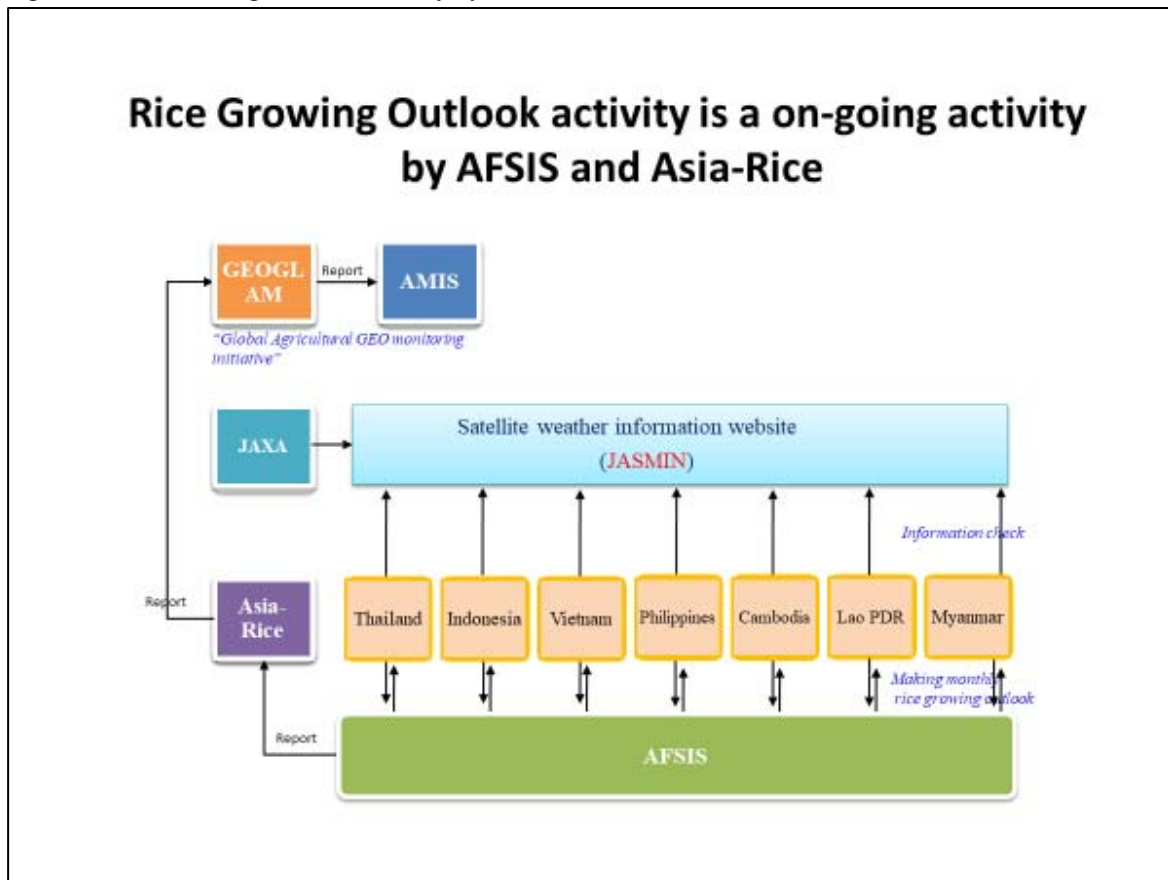 Rice Growing Outlook activity is a on-going activity
by AFSIS and Asia-Rice
GEOGL
AM
Report
AMIS
“Global Agricultural GEO monitoring
initiative”
JAXA
Satellite weather information website
(JASMIN)
Information check
Report
Asia-
Rice
Thailand
Indonesia
Vietnam
Philippines
Cambodia
Lao PDR
Myanmar
Making monthly
rice growing outlook
Report
AFSIS